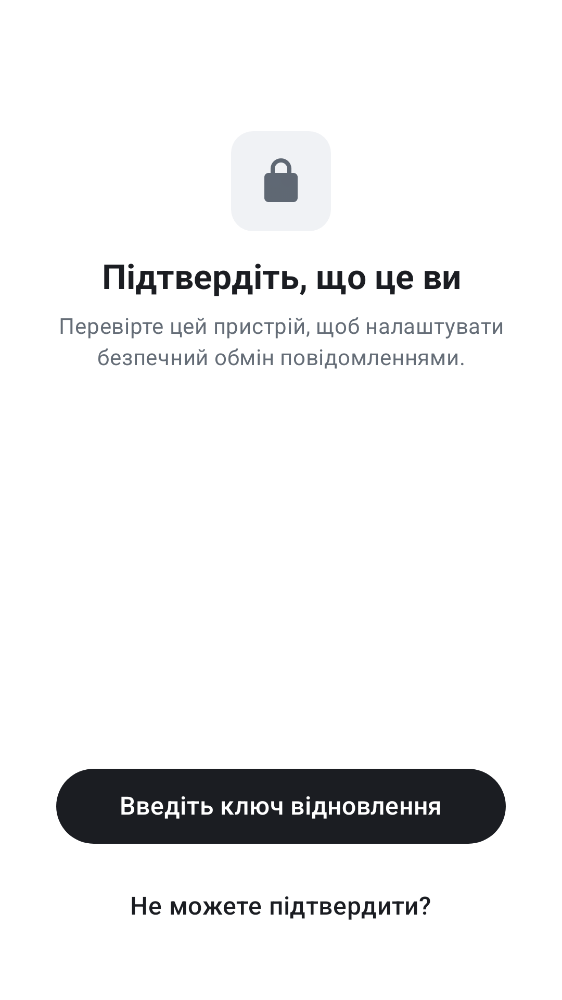 Підтвердіть, що це ви
Перевірте цей пристрій, щоб налаштувати
безпечний обмін повідомленнями.
Введіть ключ відновлення
Не можете підтвердити?